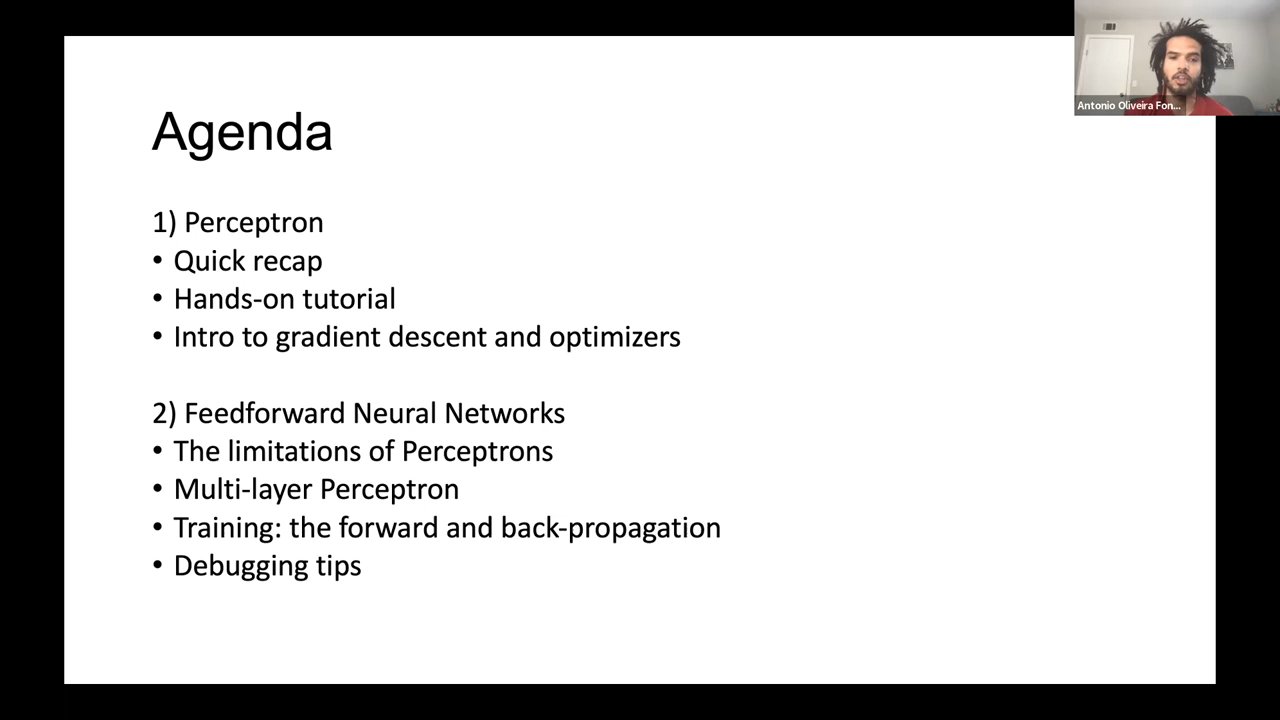 Agenda
1) Perceptron
• Quick recap
• Hands-on tutorial
• Intro to gradient descent and optimizers
2) Feedforward Neural Networks
• The limitations of Perceptrons
• Multi-layer Perceptron
• Training: the forward and back-propagation
• Debugging tips
Antonio Oliveira Fon...